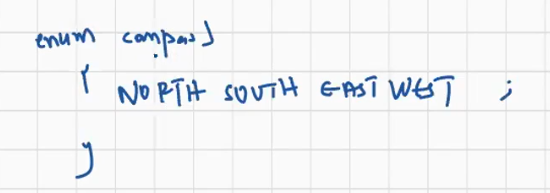 enum compass
{ NORTH SOUTH EAST WEST ;
}